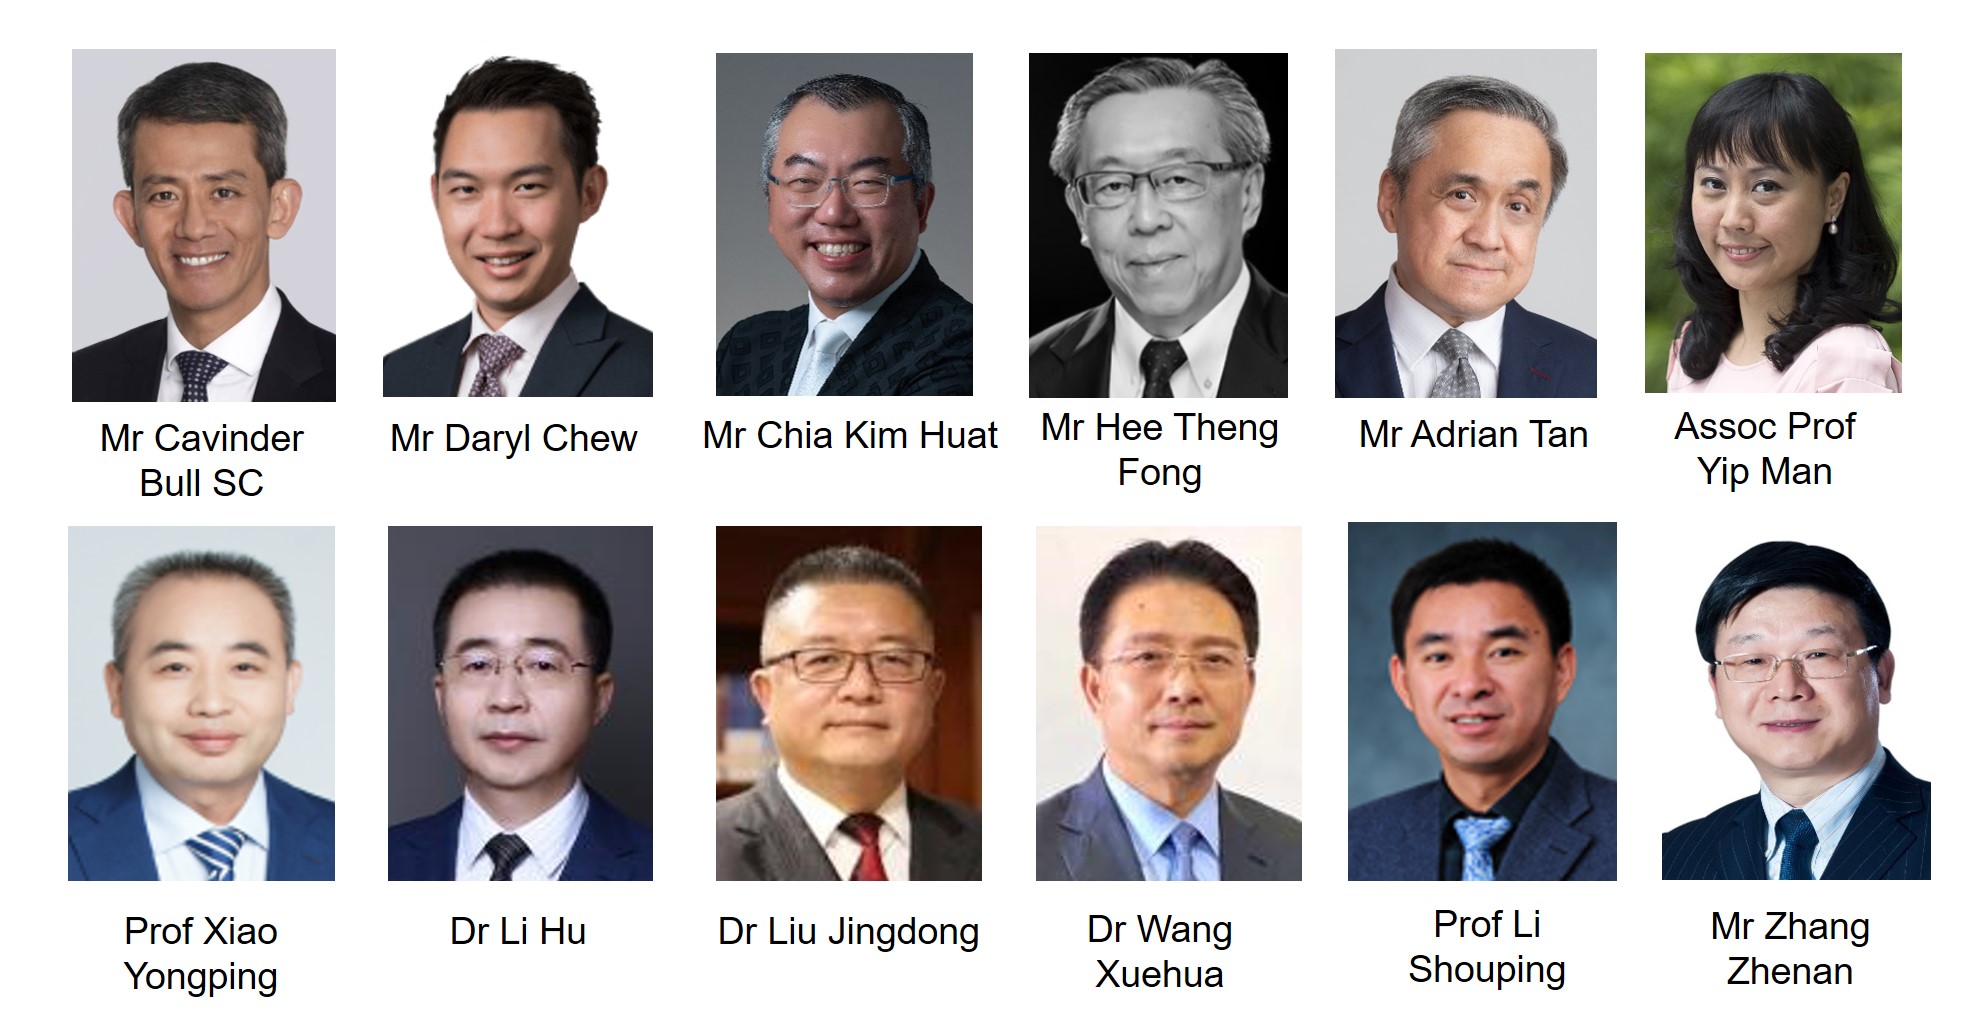 Mr Cavinder
Bull SC
Mr Daryl Chew
Mr Chia Kim Huat
Mr Hee Theng
Fong
Mr Adrian Tan
Assoc Prof
Yip Man
Prof Xiao
Yongping
Dr Li Hu
Dr Liu Jingdong
Dr Wang
Xuehua
Prof Li
Shouping
Mr Zhang
Zhenan